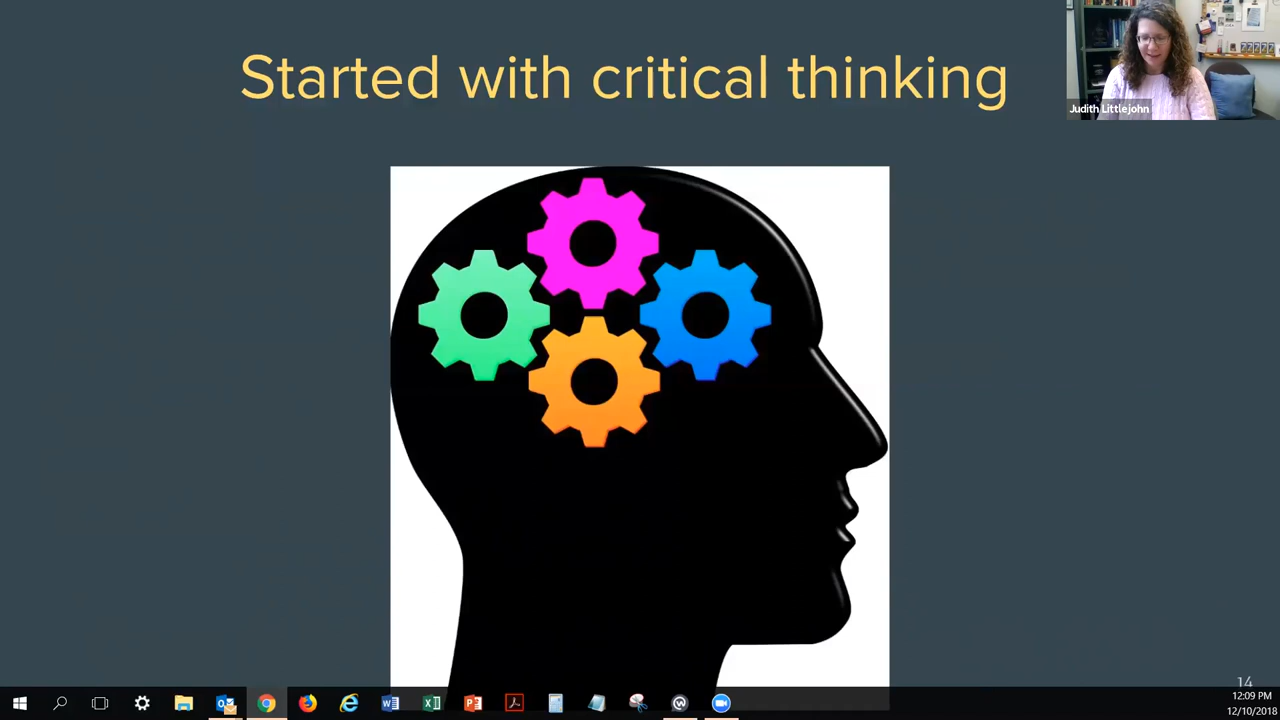 Started with critical thinking
Judith Littlejohn
14
12:09 PM
12/10/2018